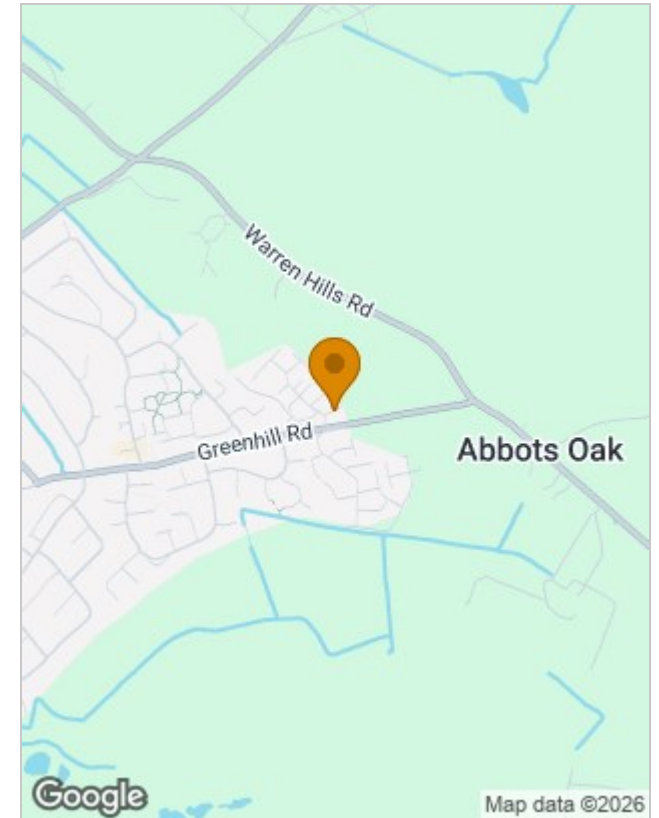 Warren Hills Rd
Greenhill Rd
Abbots Oak
Google
Map data ©2026